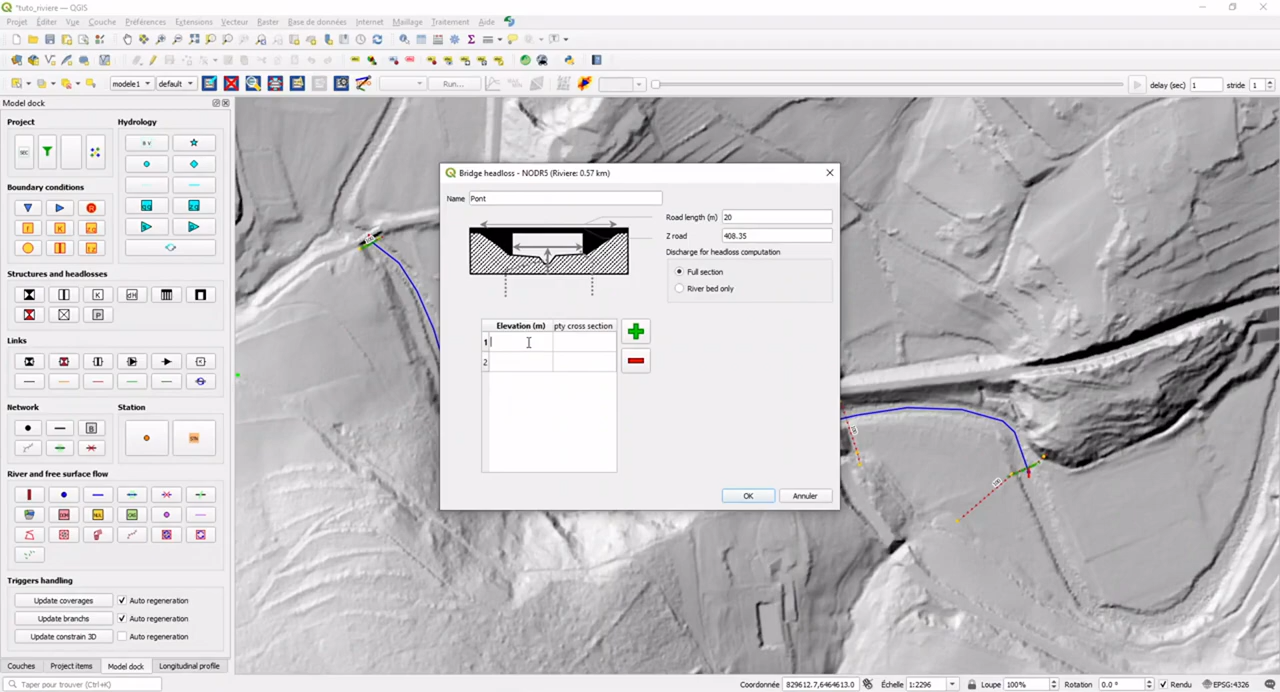 *tuto_riviere — QGIS
Projet Éditer Vue Couche Préférences Extensions Vecteur Raster Base de données Internet Maillage Traitement Aide
modele1 default Run... delay (sec) 1 stride 1
Model dock
Project Hydrology
Boundary conditions
Structures and headlosses
K dH
P
Links
Network Station
B
River and free surface flow
Triggers handling
Update coverages Auto regeneration
Update branchs Auto regeneration
Update constrain 3D Auto regeneration
Couches Project items Model dock Longitudinal profile
Bridge headloss - NODR5 (Riviere: 0.57 km)
Name Pont
Road length (m) 20
Z road 408.35
Discharge for headloss computation
Full section
River bed only
Elevation (m) pty cross section
1
2
OK Annuler
Taper pour trouver (Ctrl+K) Coordonnée 829612.7,6464613.0 Échelle 1:2296 Loupe 100% Rotation 0.0 ° Rendu EPSG:4326